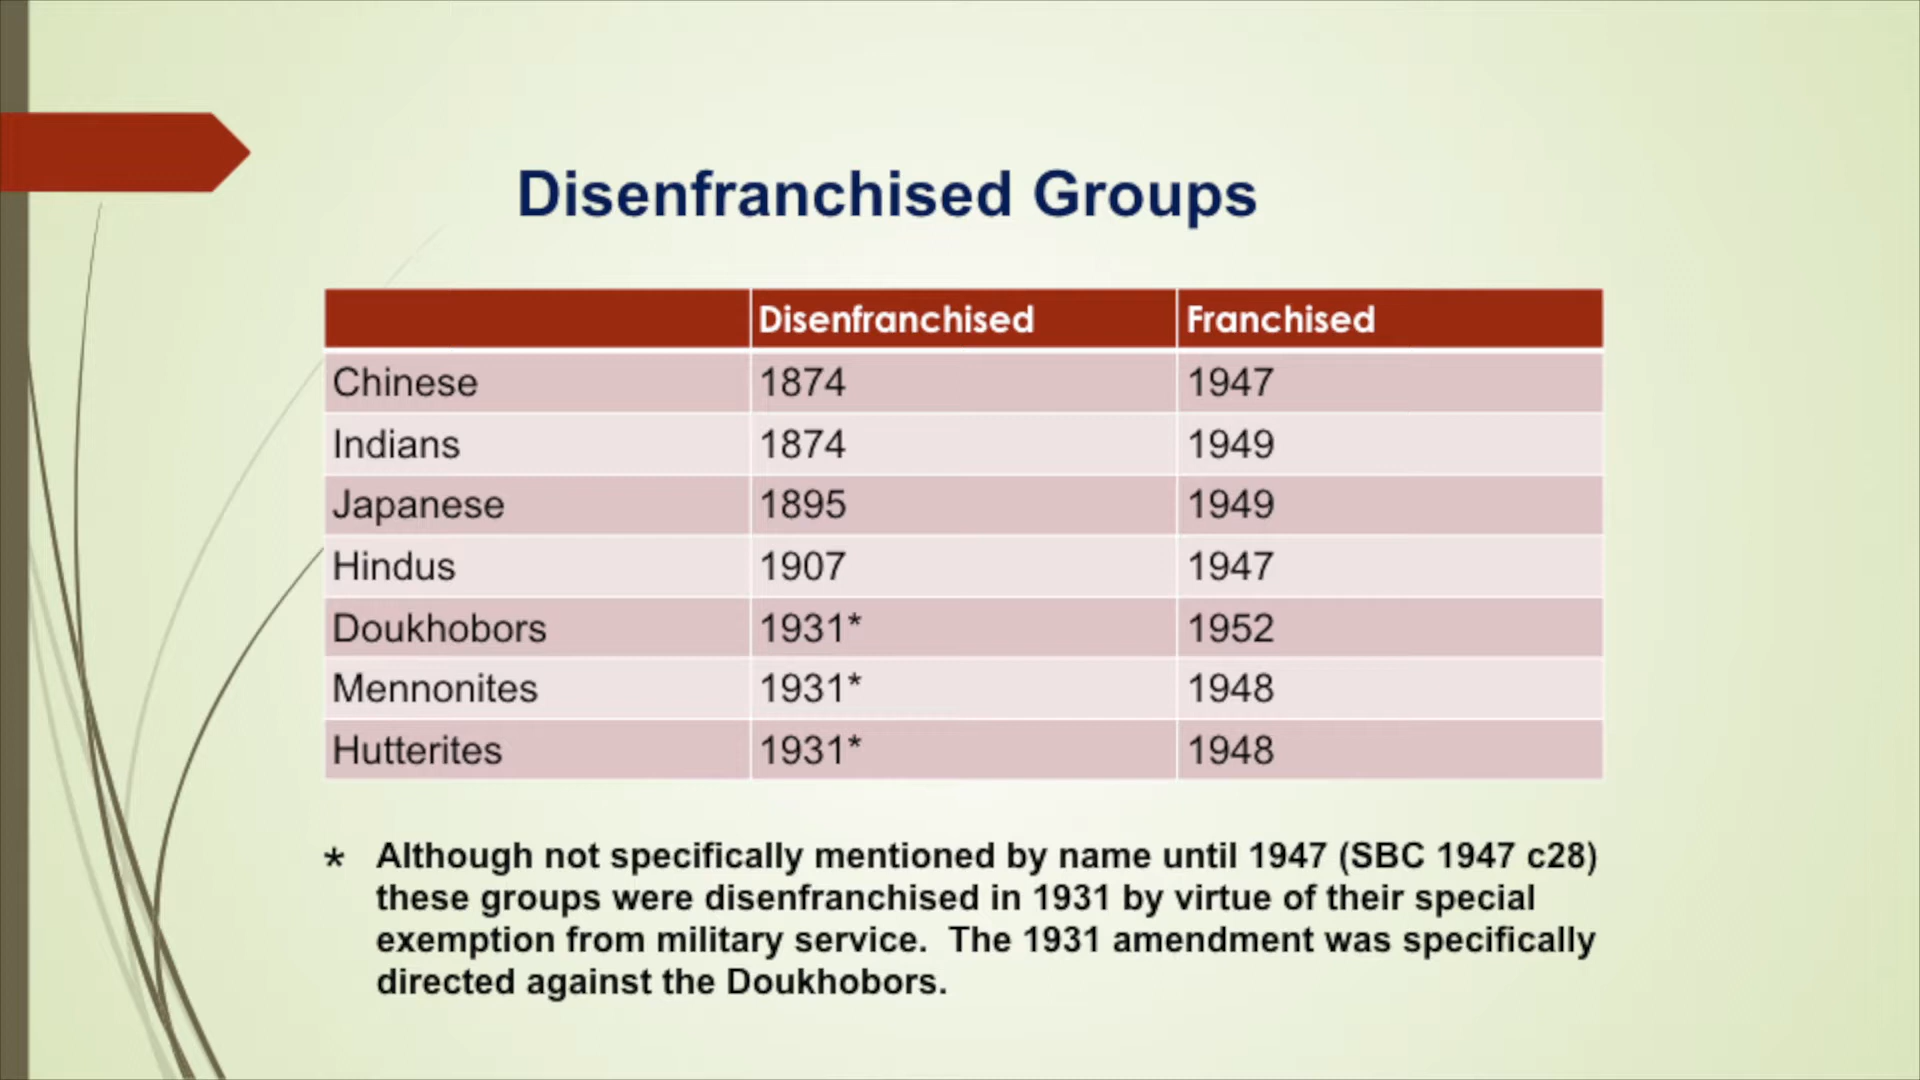 Disenfranchised Groups
Disenfranchised Franchised
Chinese 1874 1947
Indians 1874 1949
Japanese 1895 1949
Hindus 1907 1947
Doukhobors 1931* 1952
Mennonites 1931* 1948
Hutterites 1931* 1948
* Although not specifically mentioned by name until 1947 (SBC 1947 c28)
these groups were disenfranchised in 1931 by virtue of their special
exemption from military service. The 1931 amendment was specifically
directed against the Doukhobors.